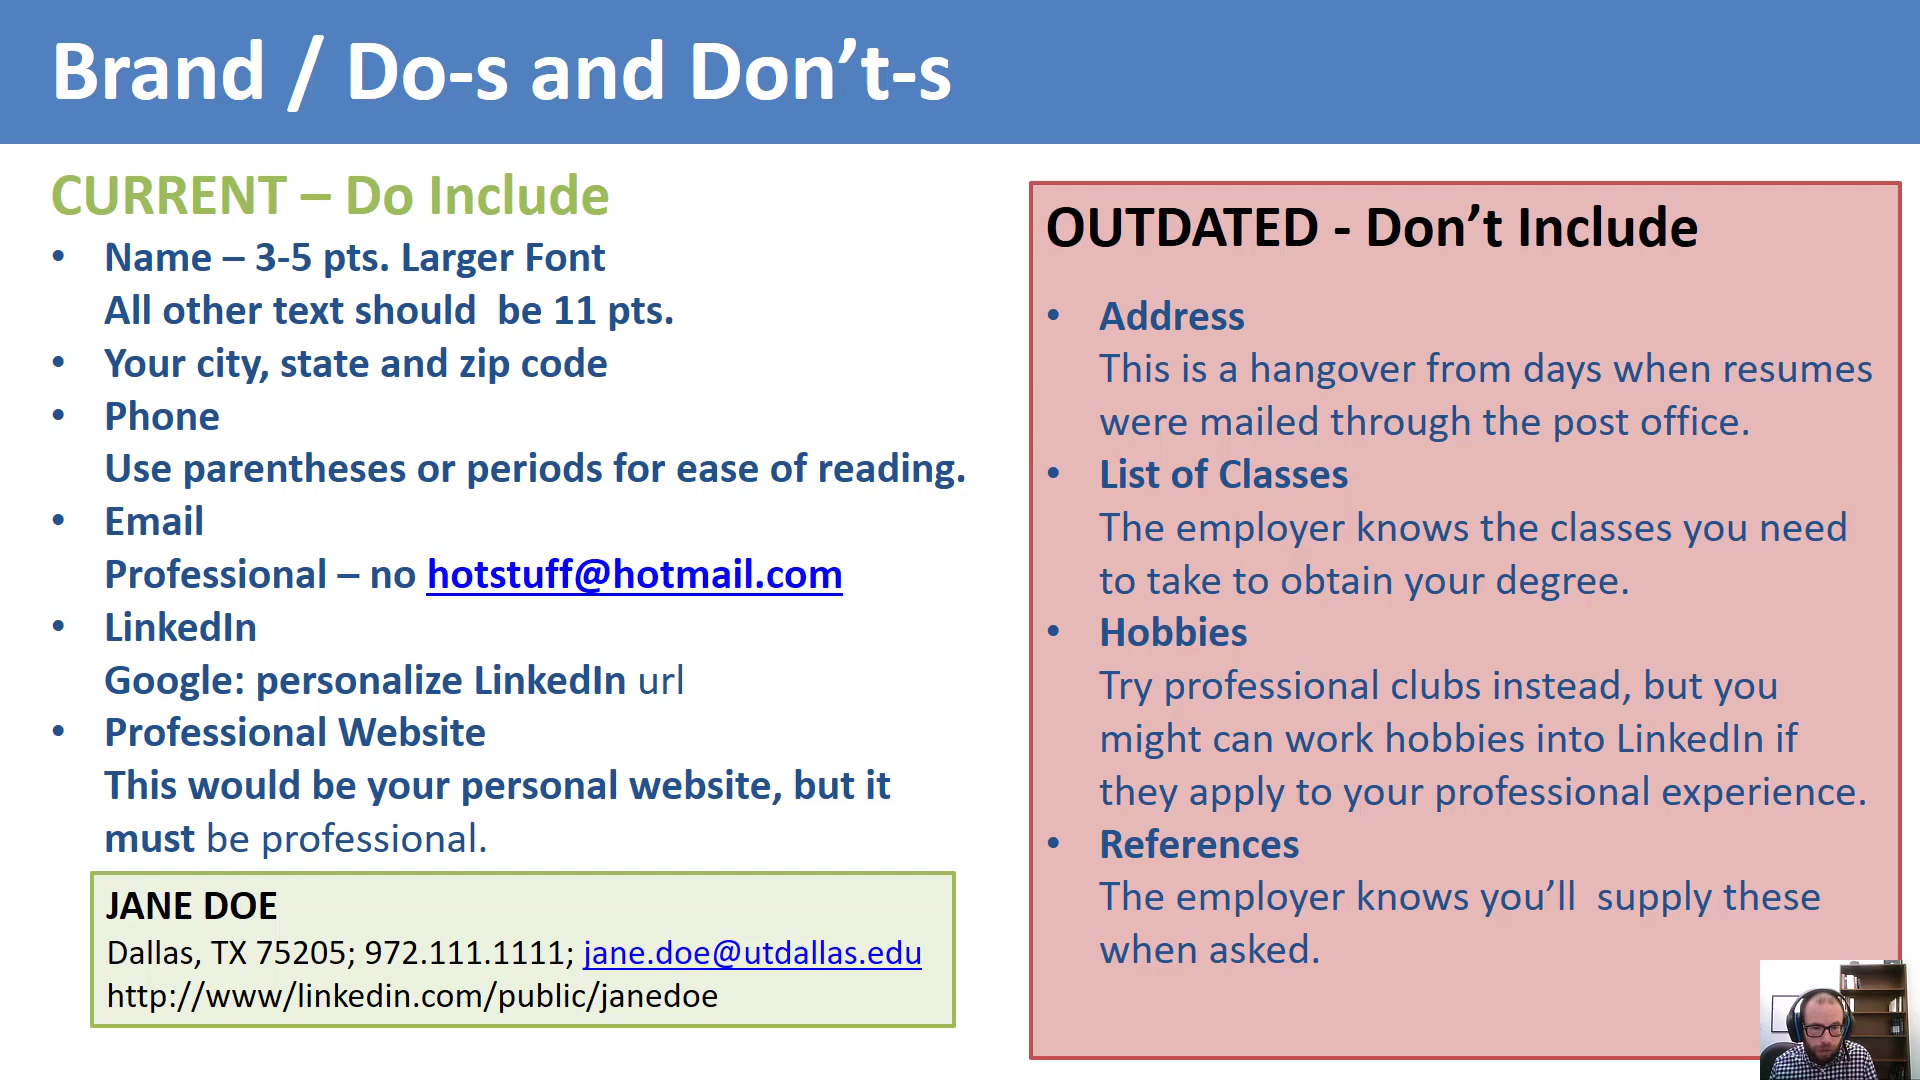 Brand / Do-s and Don’t-s
CURRENT – Do Include
• Name – 3-5 pts. Larger Font
All other text should  be 11 pts.
• Your city, state and zip code
• Phone
Use parentheses or periods for ease of reading.
• Email
Professional – no hotstuff@hotmail.com
• LinkedIn
Google: personalize LinkedIn url
• Professional Website
This would be your personal website, but it
must be professional.
JANE DOE
Dallas, TX 75205; 972.111.1111; jane.doe@utdallas.edu
http://www/linkedin.com/public/janedoe
OUTDATED - Don’t Include
• Address
This is a hangover from days when resumes
were mailed through the post office.
• List of Classes
The employer knows the classes you need
to take to obtain your degree.
• Hobbies
Try professional clubs instead, but you
might can work hobbies into LinkedIn if
they apply to your professional experience.
• References
The employer knows you’ll  supply these
when asked.